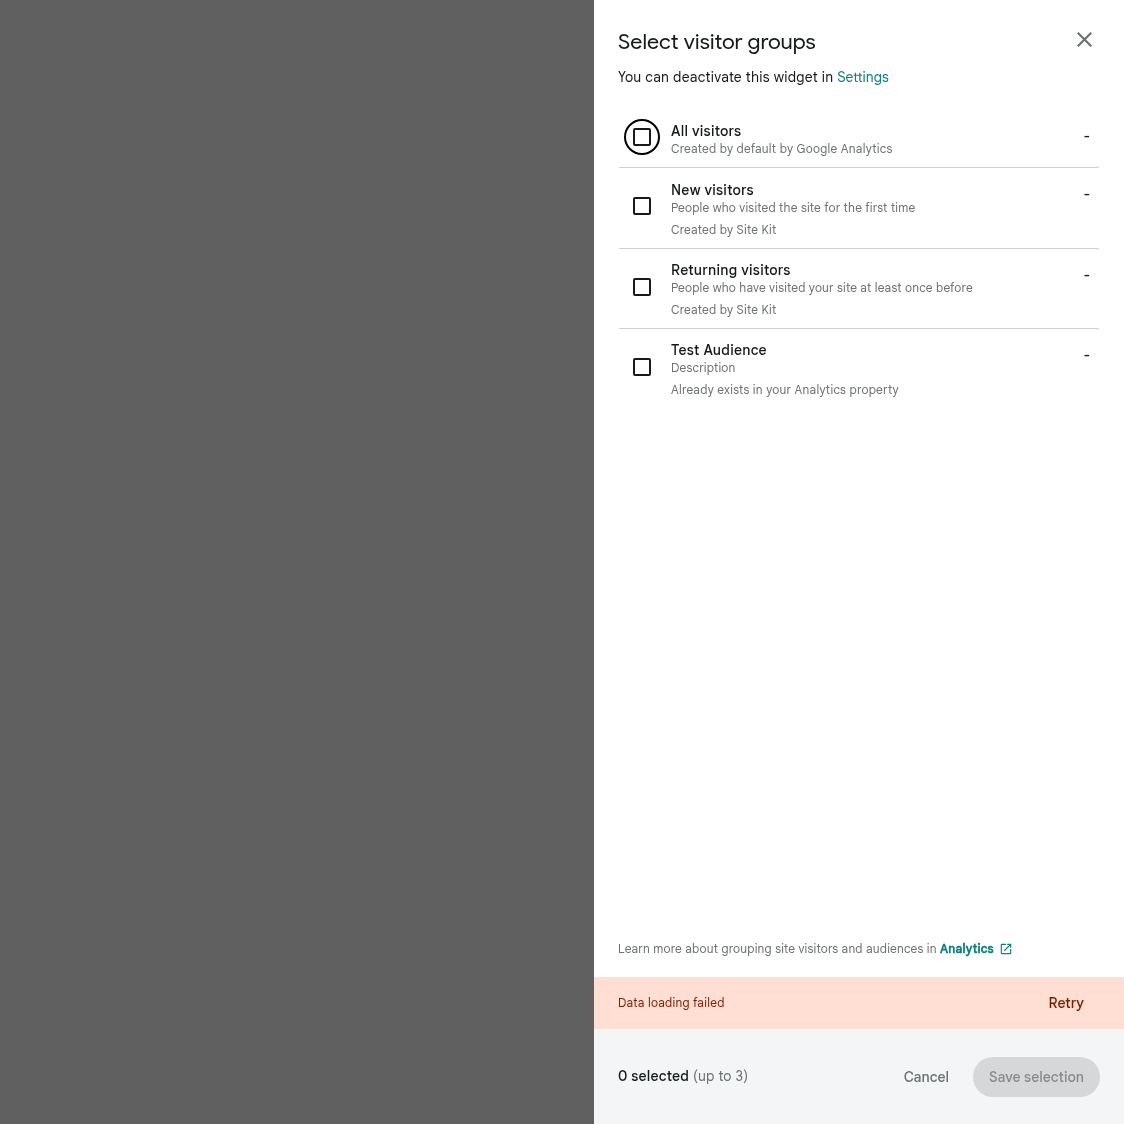 Select visitor groups
You can deactivate this widget in Settings
All visitors -
Created by default by Google Analytics
New visitors -
People who visited the site for the first time
Created by Site Kit
Returning visitors -
People who have visited your site at least once before
Created by Site Kit
Test Audience -
Description
Already exists in your Analytics property
Learn more about grouping site visitors and audiences in Analytics
Data loading failed Retry
0 selected (up to 3) Cancel Save selection